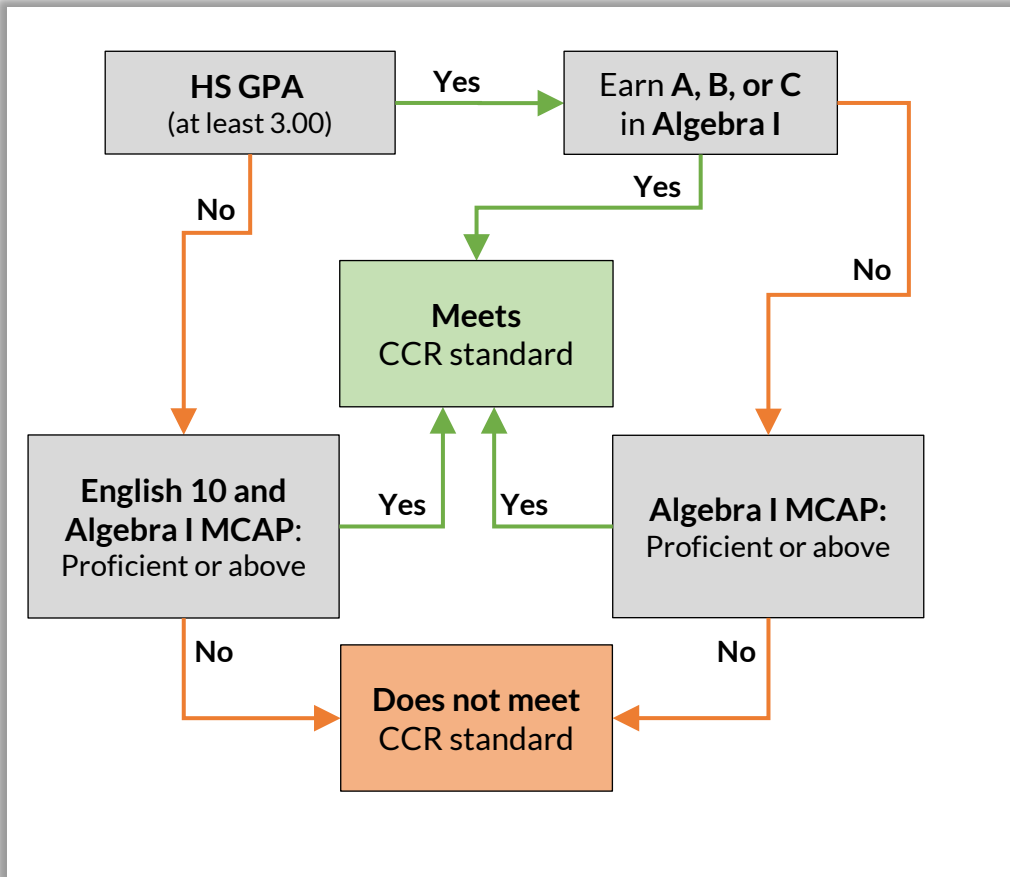 HS GPA
(at least 3.00)
Yes
Earn A, B, or C
in Algebra I
No
Yes
No
Meets
CCR standard
English 10 and
Algebra I MCAP:
Proficient or above
Yes
Yes
Algebra I MCAP:
Proficient or above
No
No
Does not meet
CCR standard